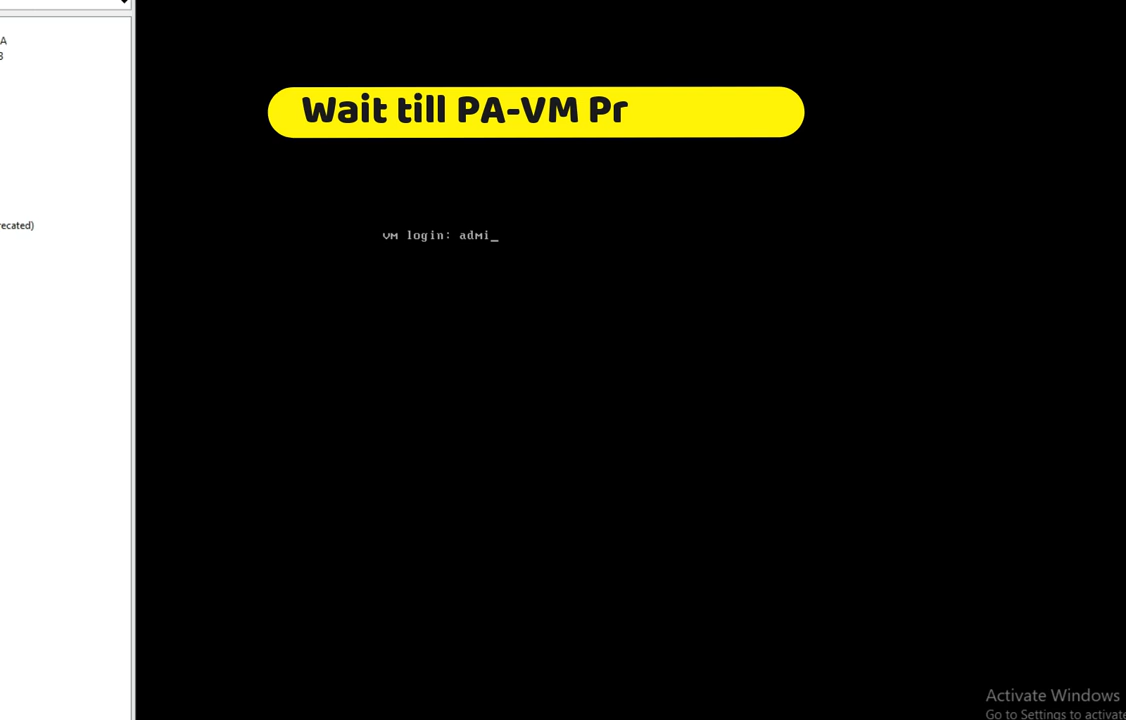 A
B
recated)
Wait till PA-VM Pr
VM login: admi_
Activate Windows
Go to Settings to activate